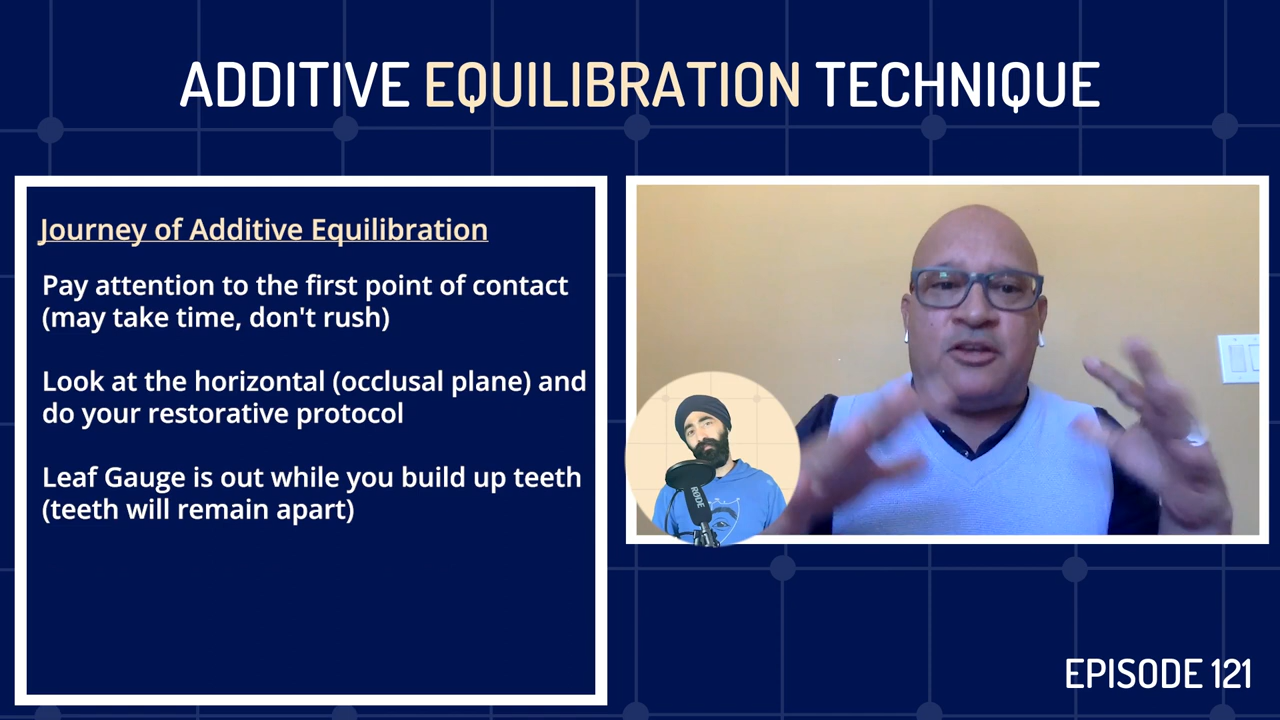 ADDITIVE EQUILIBRATION TECHNIQUE
Journey of Additive Equilibration
Pay attention to the first point of contact
(may take time, don't rush)
Look at the horizontal (occlusal plane) and
do your restorative protocol
Leaf Gauge is out while you build up teeth
(teeth will remain apart)
RØDE
EPISODE 121